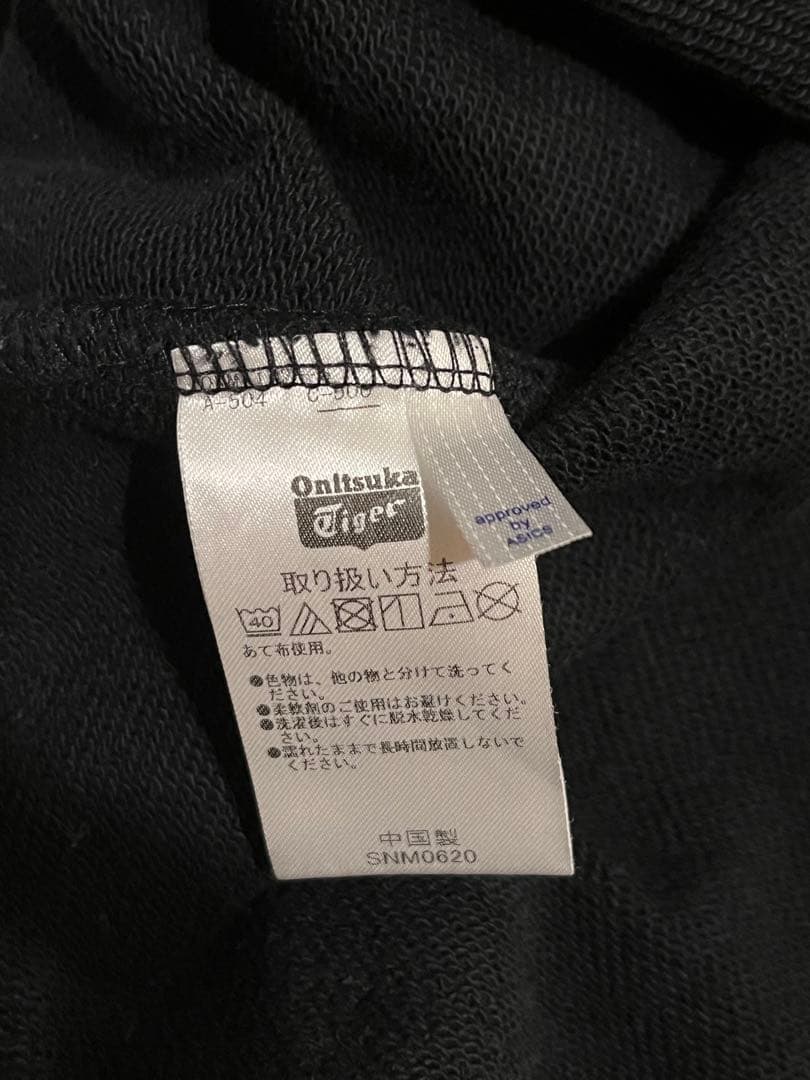 A-504 C-500
Onitsuka
Tiger
approved
by
ASICS
取り扱い方法
40
あて布使用。
●色物は、他の物と分けて洗ってく
ださい。
●柔軟剤のご使用はお避けください。
●洗濯後はすぐに脱水乾燥してくだ
さい。
●濡れたままで長時間放置しないで
ください。
中国製
SNM0620